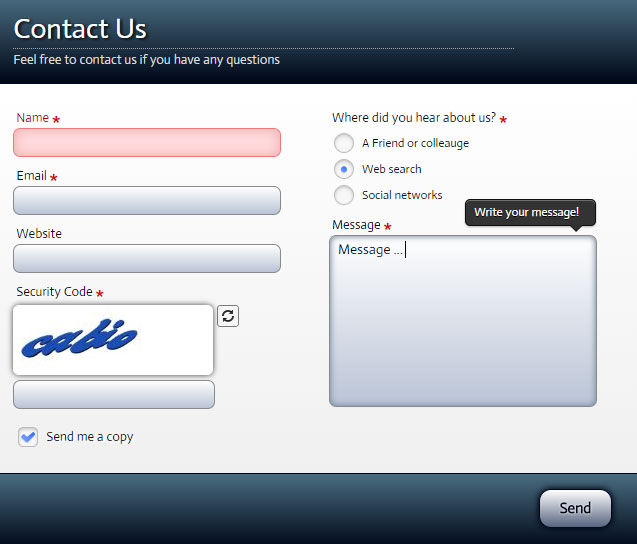 Contact Us
Feel free to contact us if you have any questions
Name *
Email *
Website
Security Code *
Send me a copy
Where did you hear about us? *
A Friend or colleauge
Web search
Social networks
Write your message!
Message *
Message ...
Send